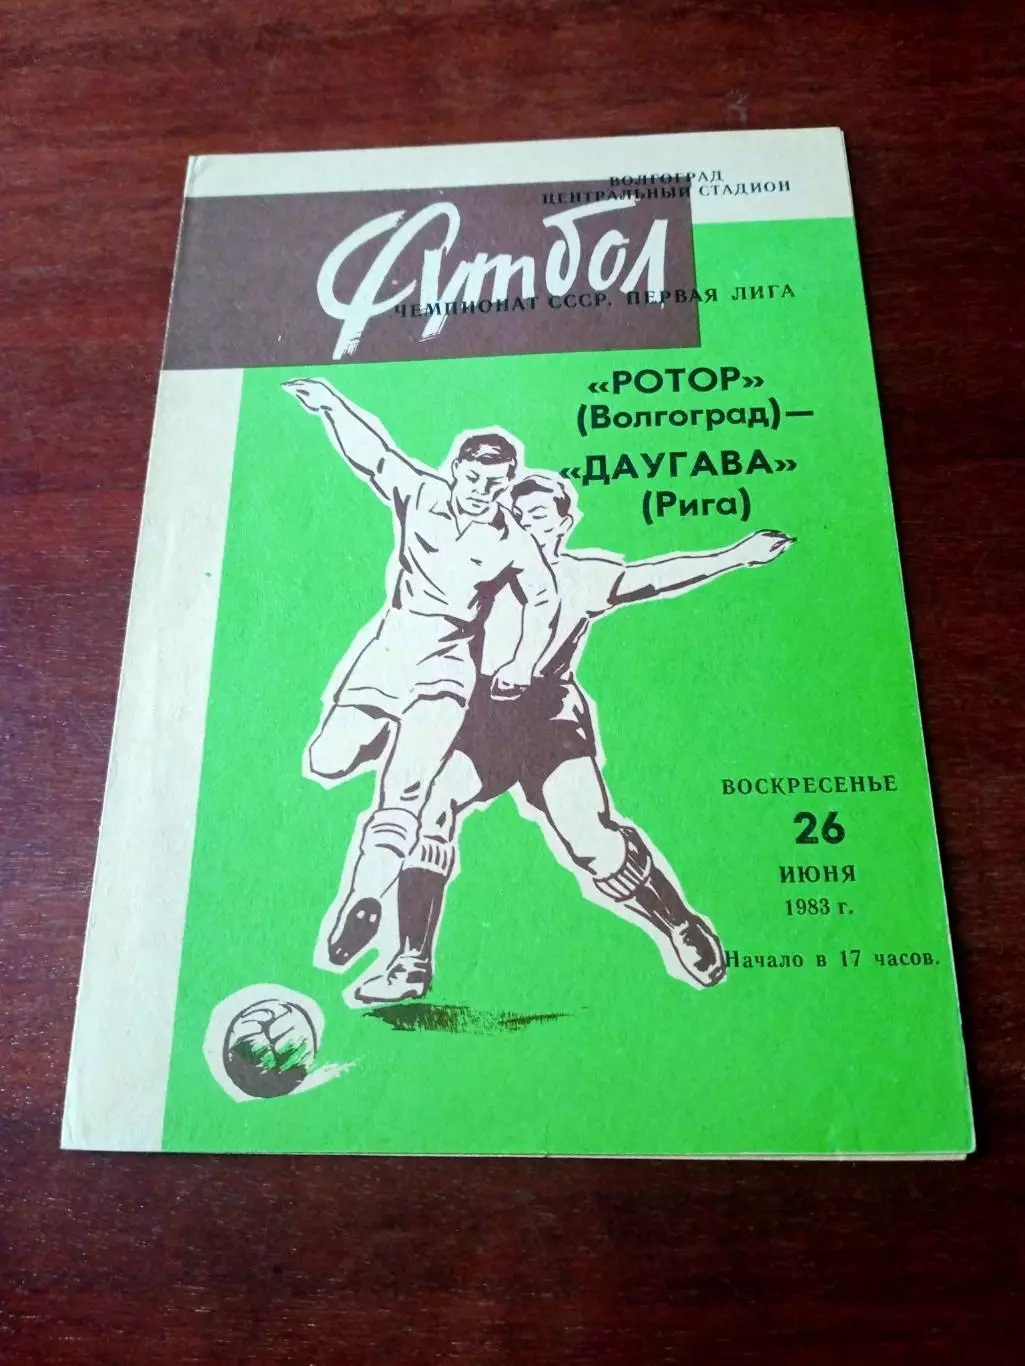 ВОЛГОГРАД
ЦЕНТРАЛЬНЫЙ СТАДИОН
Футбол
ЧЕМПИОНАТ СССР. ПЕРВАЯ ЛИГА
«РОТОР»
(Волгоград)—
«ДАУГАВА»
(Рига)
ВОСКРЕСЕНЬЕ
26
ИЮНЯ
1983 г.
Начало в 17 часов.